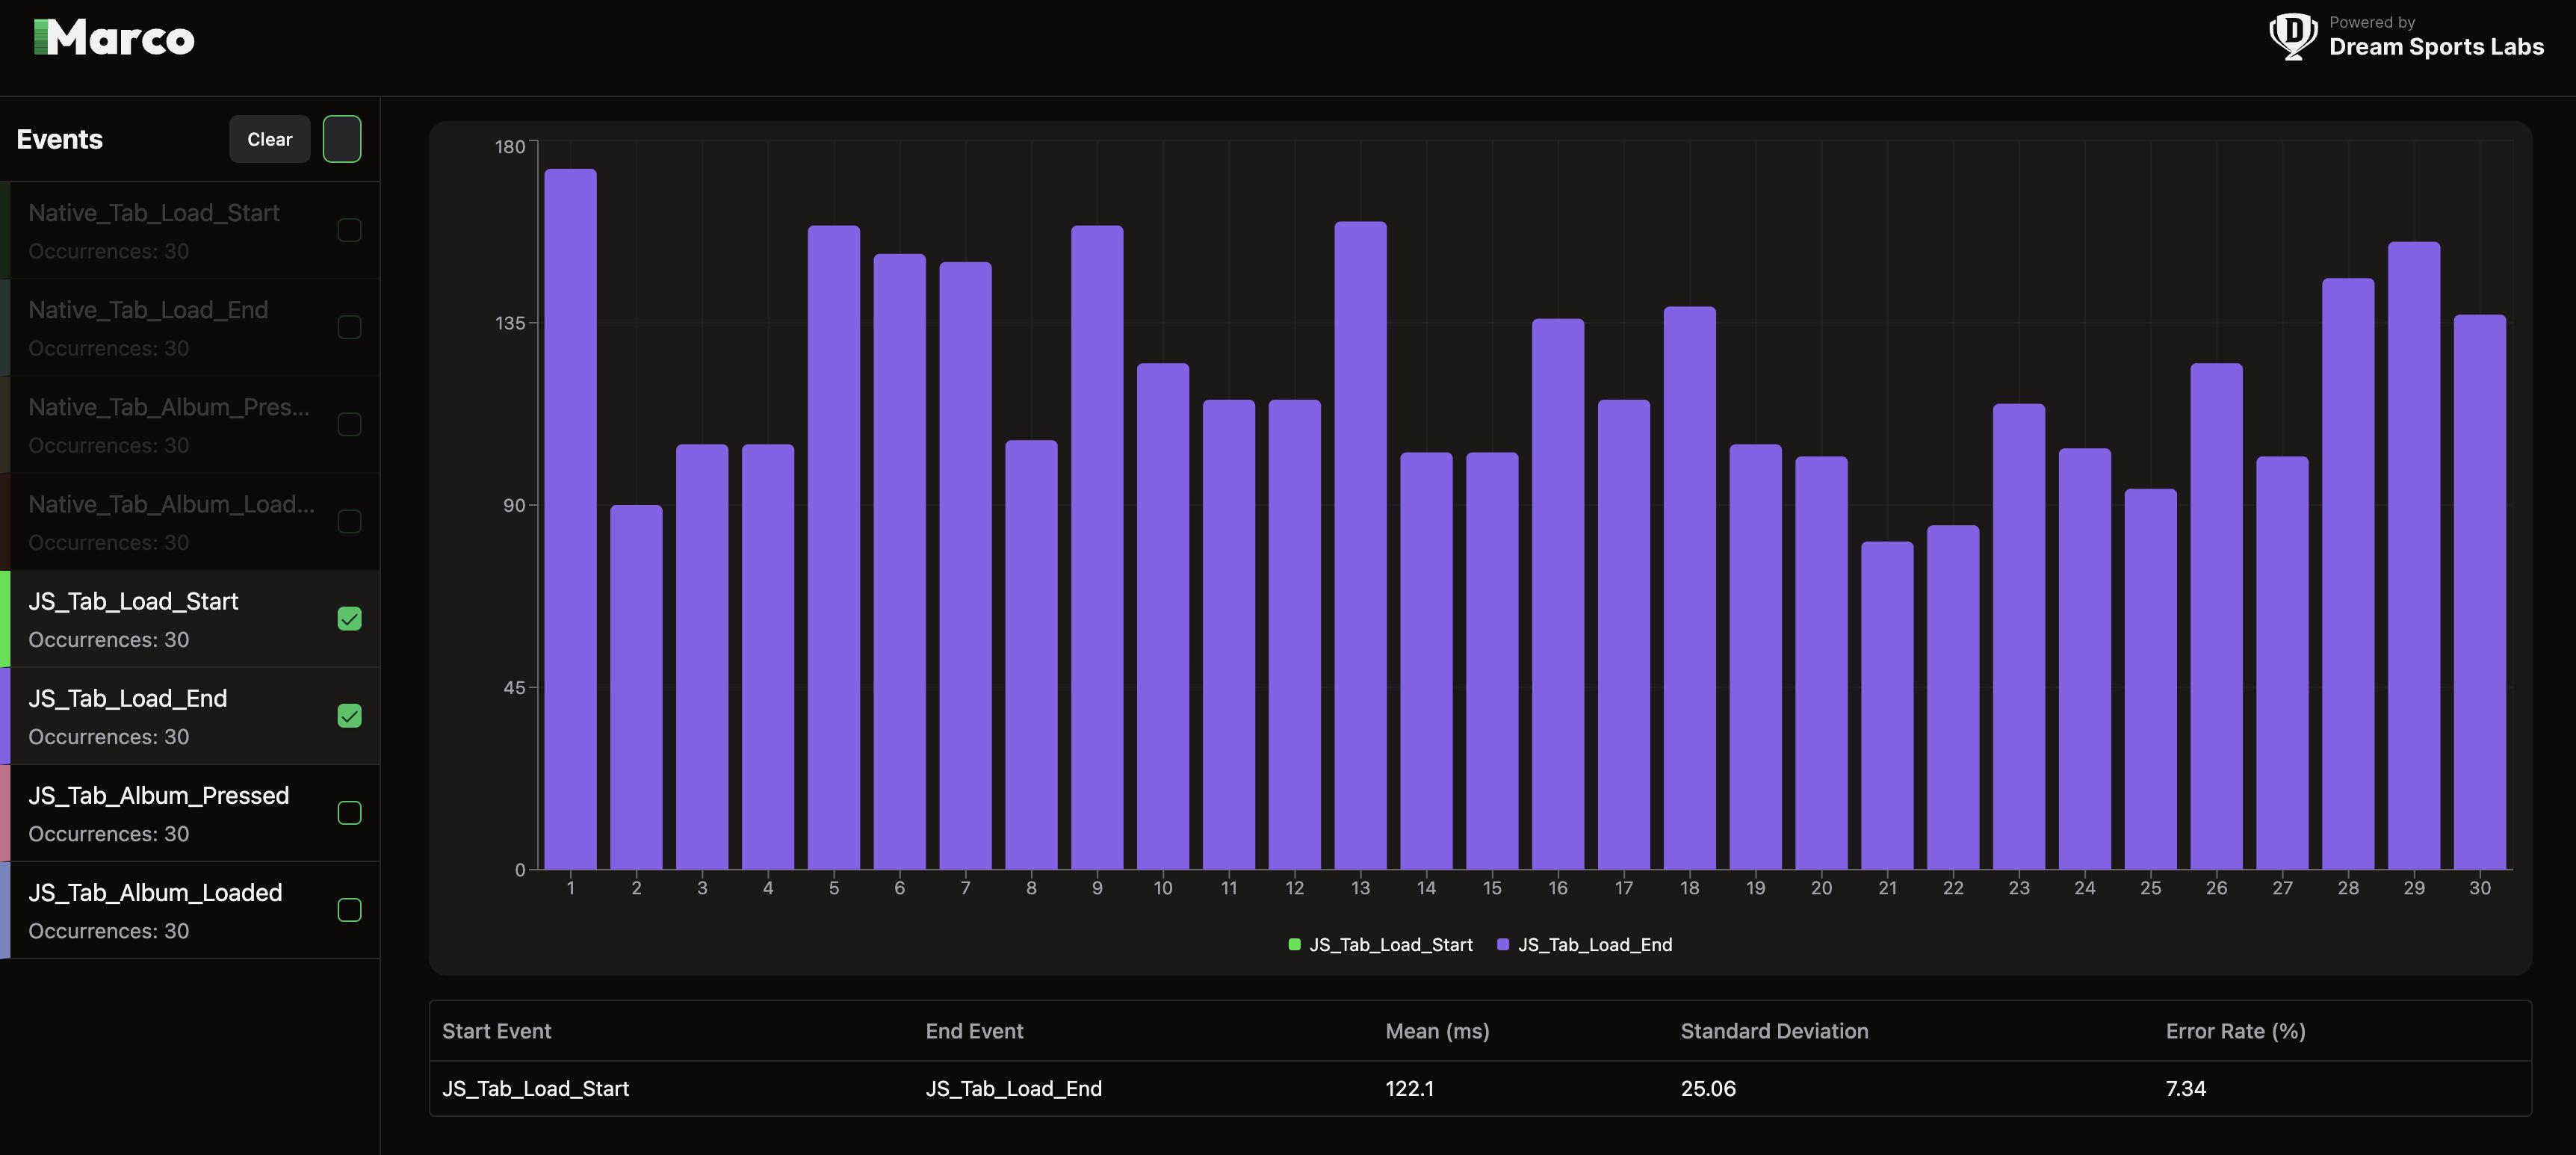 Marco
Powered by
Dream Sports Labs
Events
Clear
Native_Tab_Load_Start
Occurrences: 30
Native_Tab_Load_End
Occurrences: 30
Native_Tab_Album_Pres...
Occurrences: 30
Native_Tab_Album_Load...
Occurrences: 30
JS_Tab_Load_Start
Occurrences: 30
JS_Tab_Load_End
Occurrences: 30
JS_Tab_Album_Pressed
Occurrences: 30
JS_Tab_Album_Loaded
Occurrences: 30
180
135
90
45
0
1 2 3 4 5 6 7 8 9 10 11 12 13 14 15 16 17 18 19 20 21 22 23 24 25 26 27 28 29 30
JS_Tab_Load_Start JS_Tab_Load_End
Start Event End Event Mean (ms) Standard Deviation Error Rate (%)
JS_Tab_Load_Start JS_Tab_Load_End 122.1 25.06 7.34